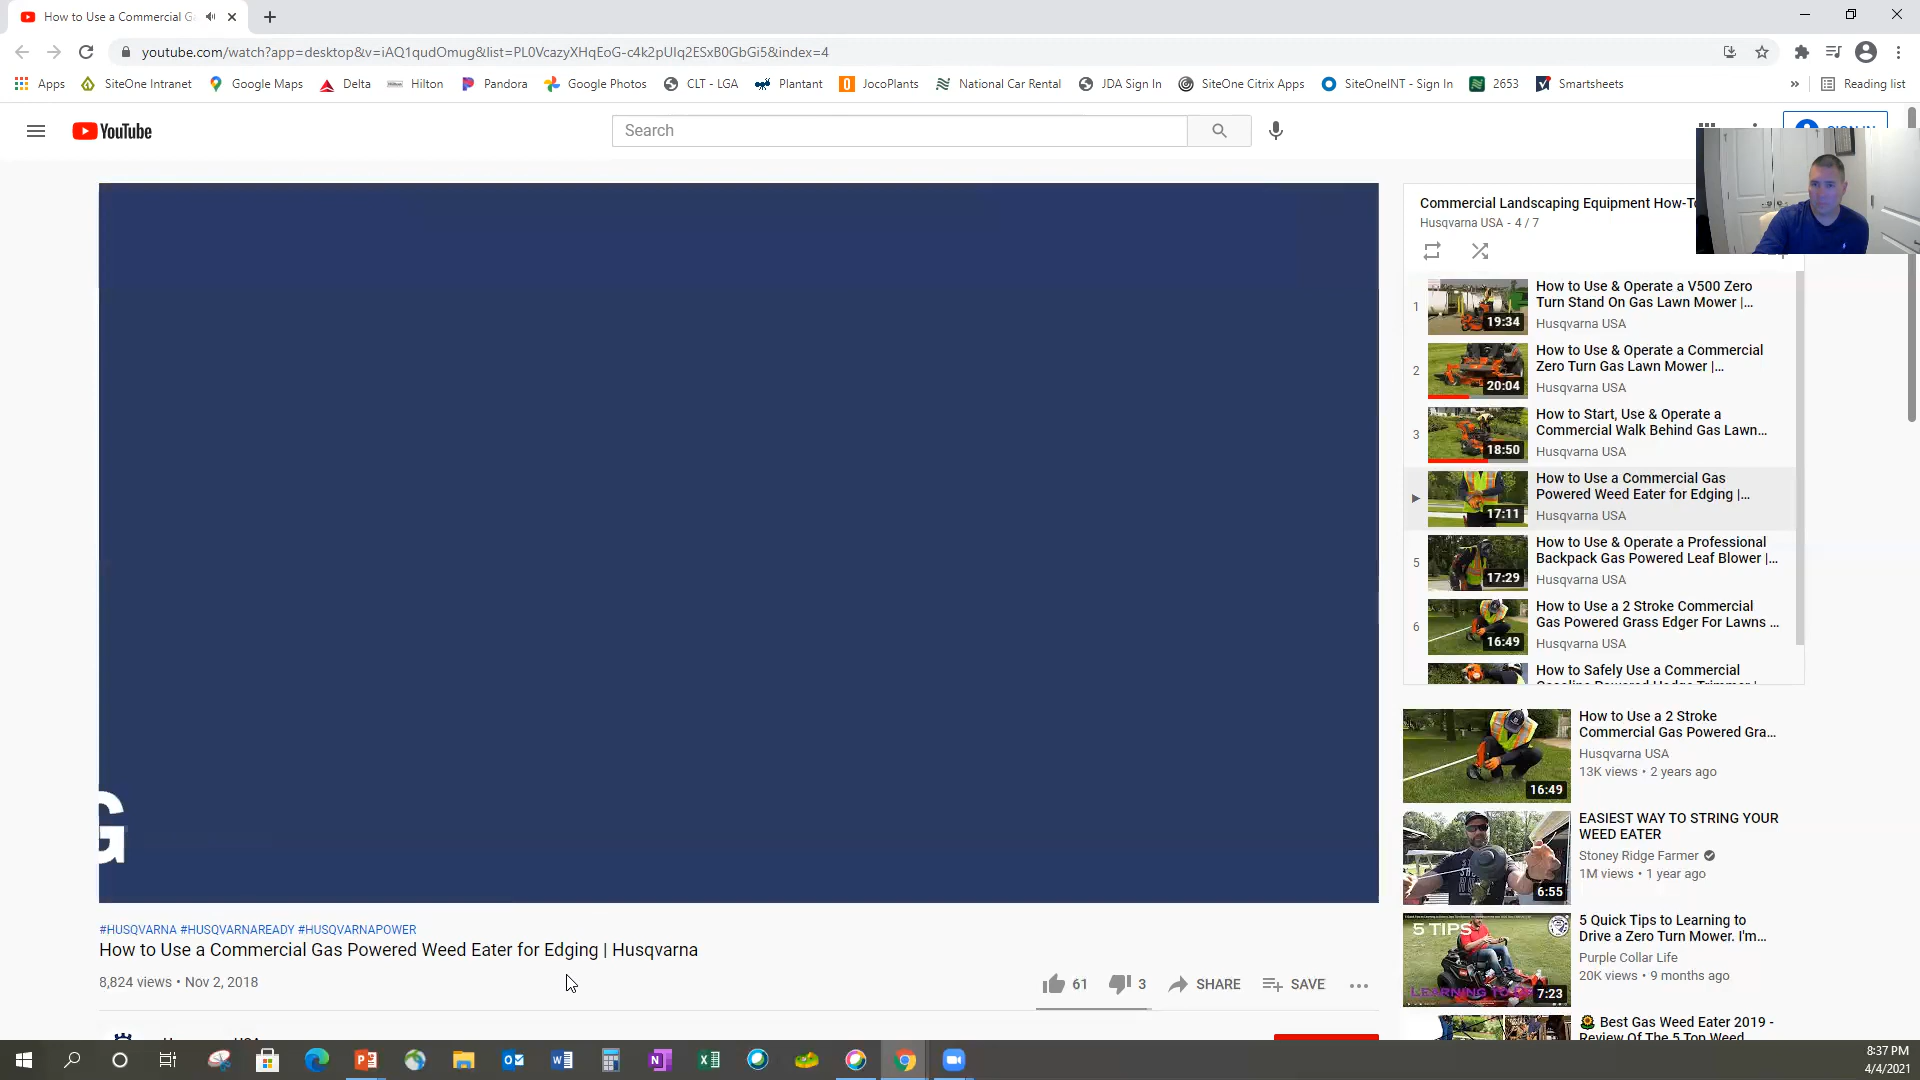 How to Use a Commercial G
youtube.com/watch?app=desktop&v=iAQ1qudOmug&list=PL0VcazyXHqEoG-c4k2pUIq2ESxB0GbGi5&index=4
Apps SiteOne Intranet Google Maps Delta Hilton Pandora Google Photos CLT - LGA Plantant JocoPlants National Car Rental JDA Sign In SiteOne Citrix Apps SiteOneINT - Sign In 2653 Smartsheets » Reading list
YouTube
Search
Commercial Landscaping Equipment How-To
Husqvarna USA - 4 / 7
1
How to Use & Operate a V500 Zero
Turn Stand On Gas Lawn Mower |...
19:34
Husqvarna USA
2
How to Use & Operate a Commercial
Zero Turn Gas Lawn Mower |...
20:04
Husqvarna USA
3
How to Start, Use & Operate a
Commercial Walk Behind Gas Lawn...
18:50
Husqvarna USA
How to Use a Commercial Gas
Powered Weed Eater for Edging |...
17:11
Husqvarna USA
5
How to Use & Operate a Professional
Backpack Gas Powered Leaf Blower |...
17:29
Husqvarna USA
6
How to Use a 2 Stroke Commercial
Gas Powered Grass Edger For Lawns ...
16:49
Husqvarna USA
How to Safely Use a Commercial
G
#HUSQVARNA #HUSQVARNAREADY #HUSQVARNAPOWER
How to Use a Commercial Gas Powered Weed Eater for Edging | Husqvarna
8,824 views • Nov 2, 2018
61 3 SHARE SAVE
How to Use a 2 Stroke
Commercial Gas Powered Gra...
Husqvarna USA
13K views • 2 years ago
16:49
EASIEST WAY TO STRING YOUR
WEED EATER
Stoney Ridge Farmer
1M views • 1 year ago
6:55
5 TIPS
5 Quick Tips to Learning to
Drive a Zero Turn Mower. I'm...
Purple Collar Life
20K views • 9 months ago
7:23
Best Gas Weed Eater 2019 -
Review Of The 5 Top Weed
8:37 PM
4/4/2021